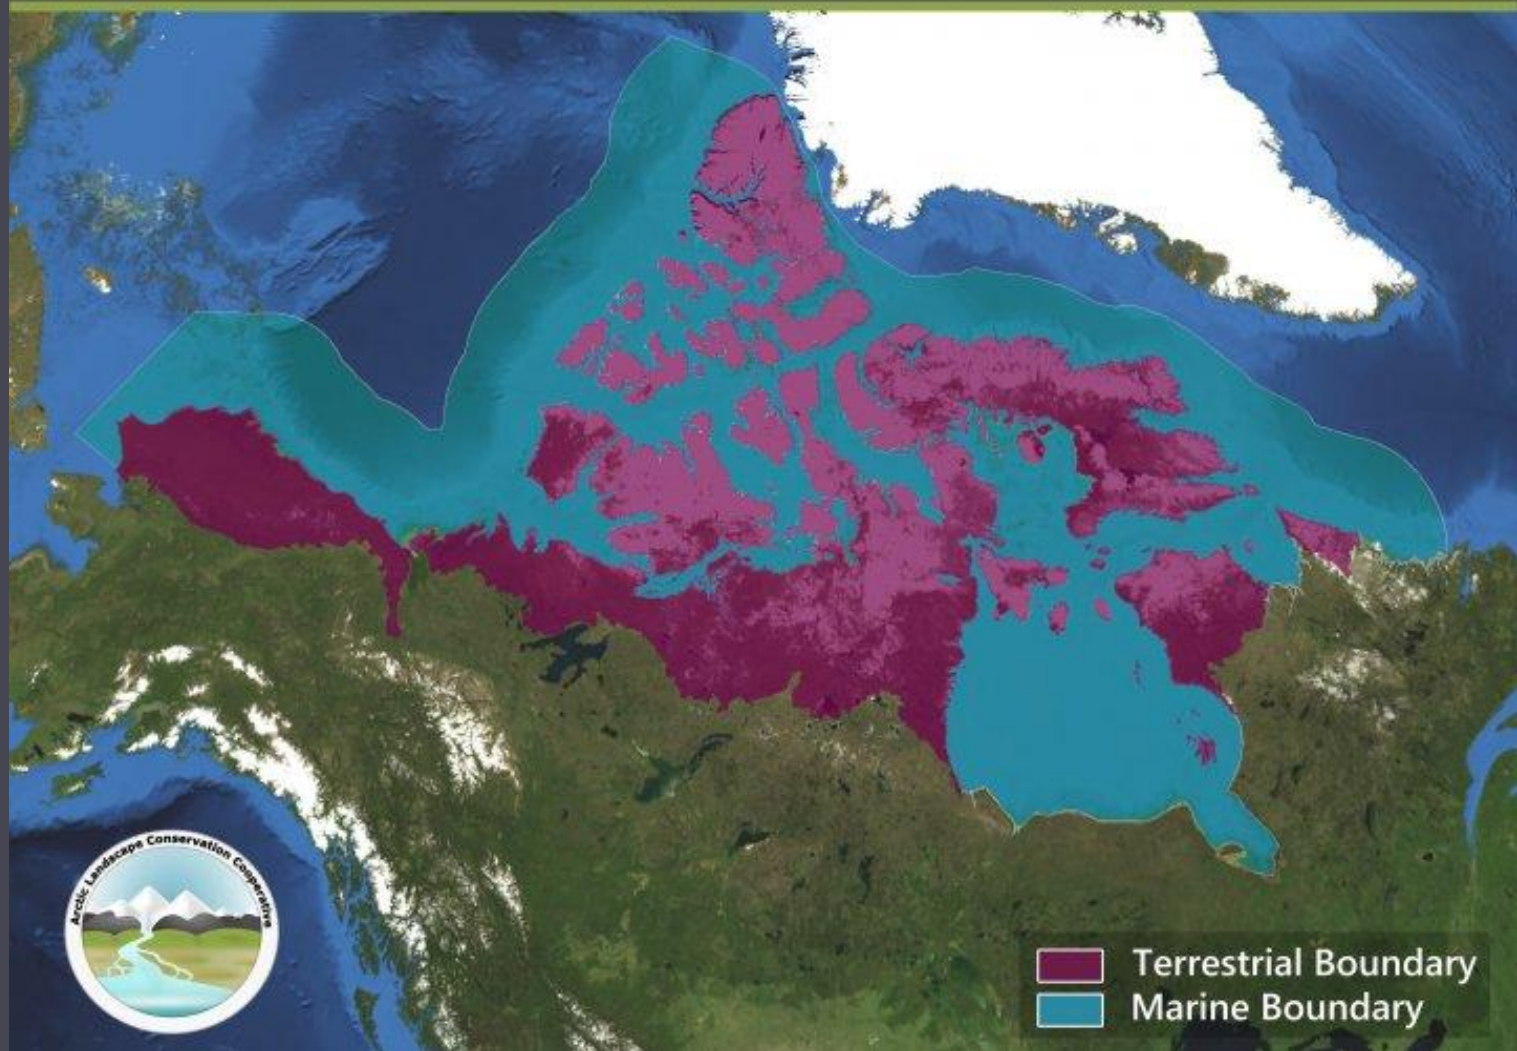 Arctic Landscape Conservation Cooperative
Terrestrial Boundary
Marine Boundary